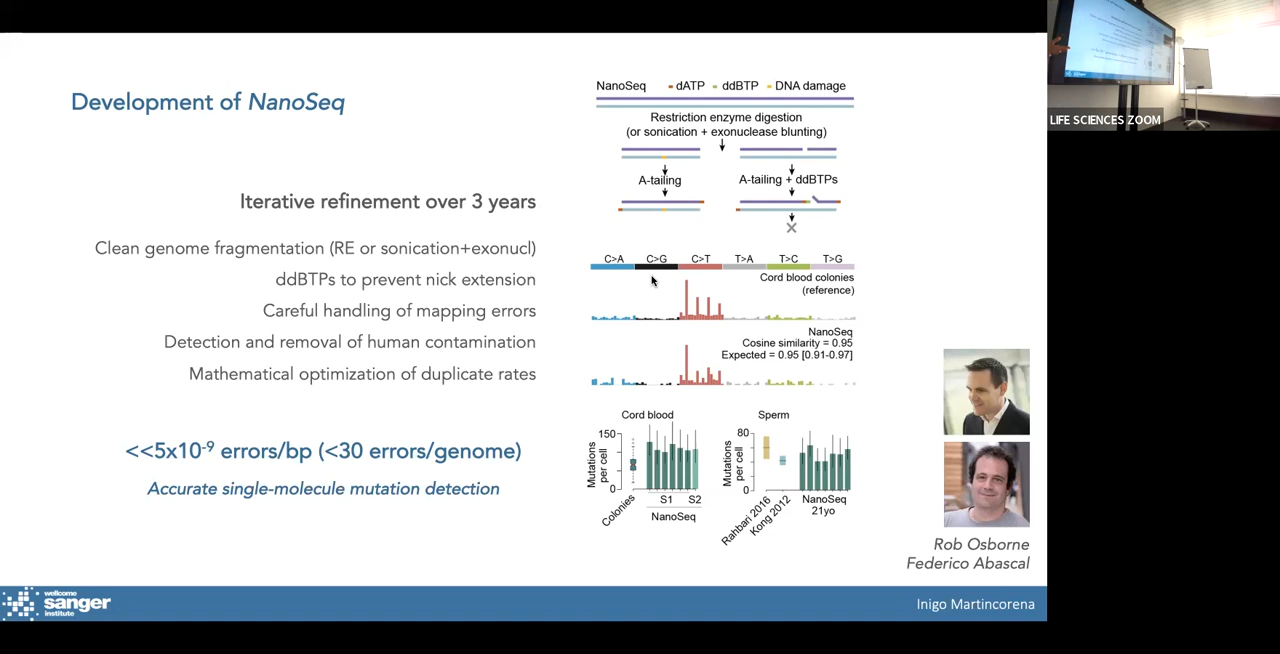 Development of NanoSeq
Iterative refinement over 3 years
Clean genome fragmentation (RE or sonication+exonucl)
ddBTPs to prevent nick extension
Careful handling of mapping errors
Detection and removal of human contamination
Mathematical optimization of duplicate rates
<<5x10⁻⁹ errors/bp (<30 errors/genome)
Accurate single-molecule mutation detection
NanoSeq dATP ddBTP DNA damage
Restriction enzyme digestion
(or sonication + exonuclease blunting)
A-tailing
A-tailing + ddBTPs
C>A C>G C>T T>A T>C T>G
Cord blood colonies
(reference)
NanoSeq
Cosine similarity = 0.95
Expected = 0.95 [0.91-0.97]
Cord blood
Mutations
per cell
150
0
Colonies
S1 S2
NanoSeq
Sperm
Mutations
per cell
80
40
0
Rahbari 2016
Kong 2012
NanoSeq
21yo
Rob Osborne
Federico Abascal
wellcome
sanger
institute
Inigo Martincorena
LIFE SCIENCES ZOOM